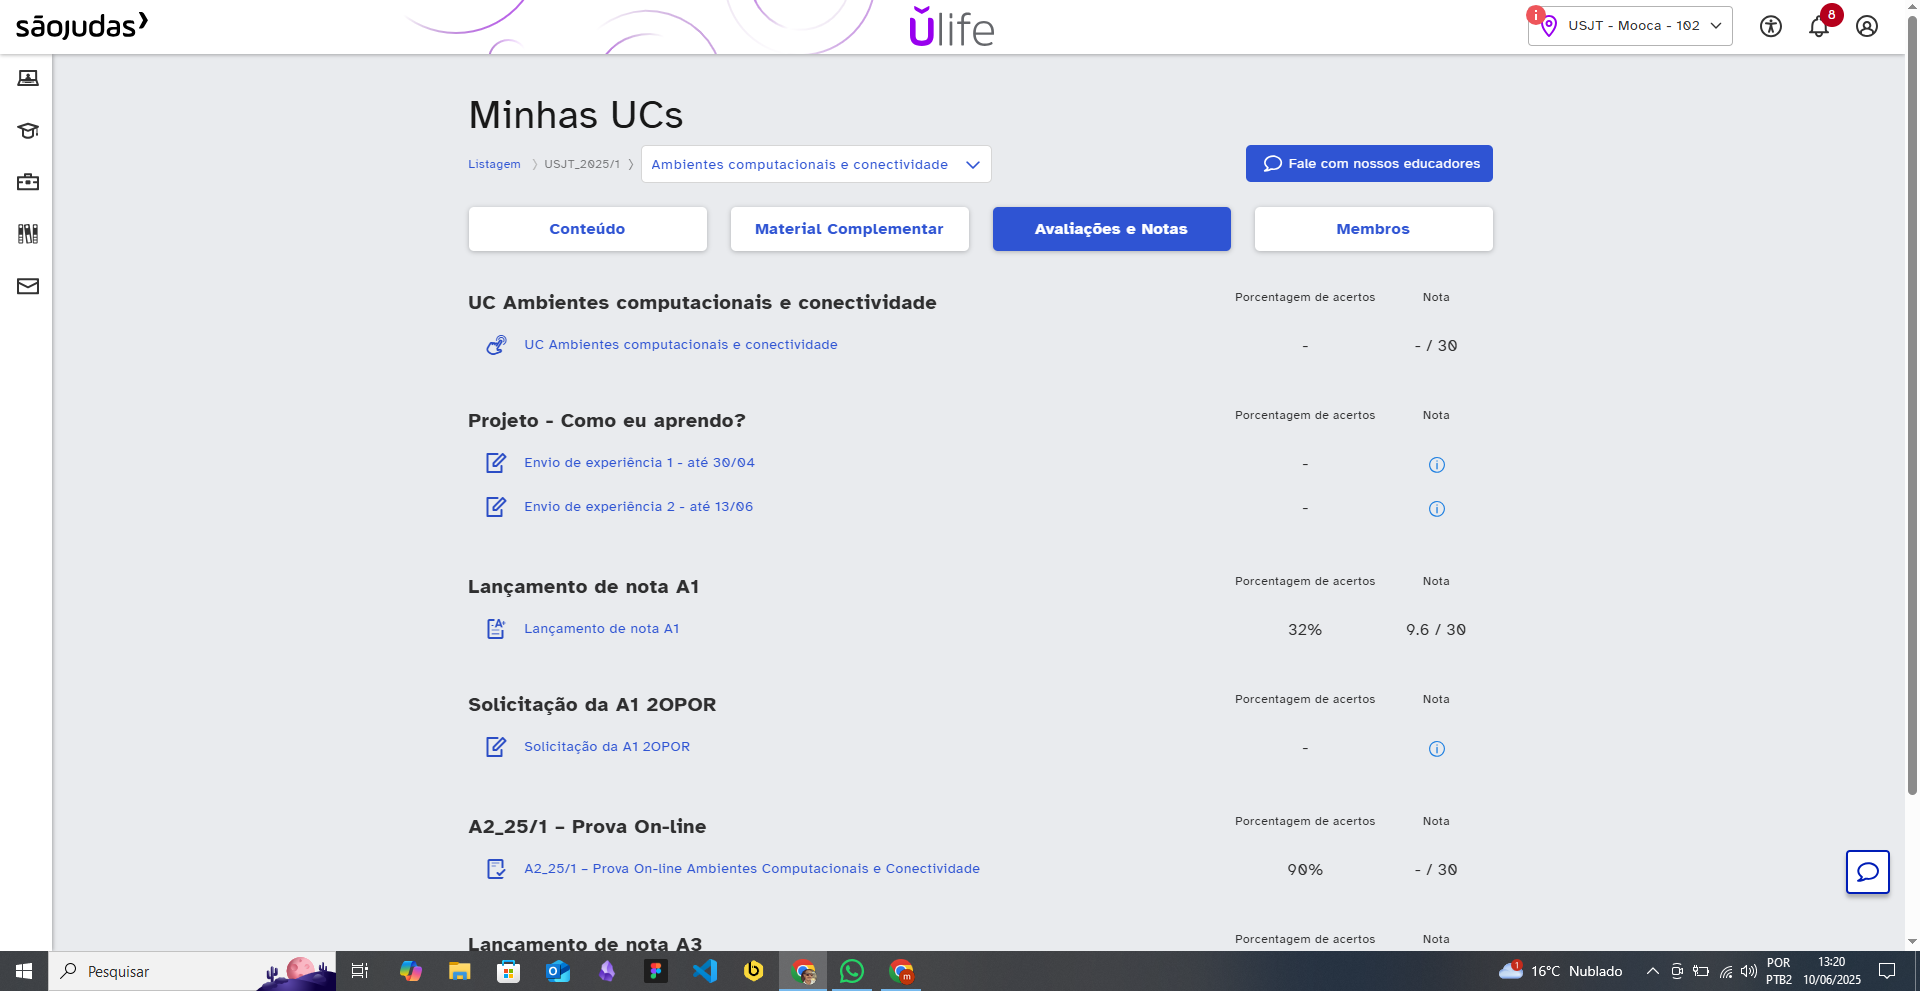 sãojudas
ulife
i
USJT - Mooca - 102
8
Minhas UCs
Listagem
USJT_2025/1
Ambientes computacionais e conectividade
Fale com nossos educadores
Conteúdo
Material Complementar
Avaliações e Notas
Membros
UC Ambientes computacionais e conectividade
Porcentagem de acertos
Nota
UC Ambientes computacionais e conectividade
-
- / 30
Projeto - Como eu aprendo?
Porcentagem de acertos
Nota
Envio de experiência 1 - até 30/04
-
Envio de experiência 2 - até 13/06
-
Lançamento de nota A1
Porcentagem de acertos
Nota
Lançamento de nota A1
32%
9.6 / 30
Solicitação da A1 2OPOR
Porcentagem de acertos
Nota
Solicitação da A1 2OPOR
-
A2_25/1 – Prova On-line
Porcentagem de acertos
Nota
A2_25/1 – Prova On-line Ambientes Computacionais e Conectividade
90%
- / 30
Lançamento de nota A3
Porcentagem de acertos
Nota
Pesquisar
1
16°C Nublado
POR
PTB2
13:20
10/06/2025